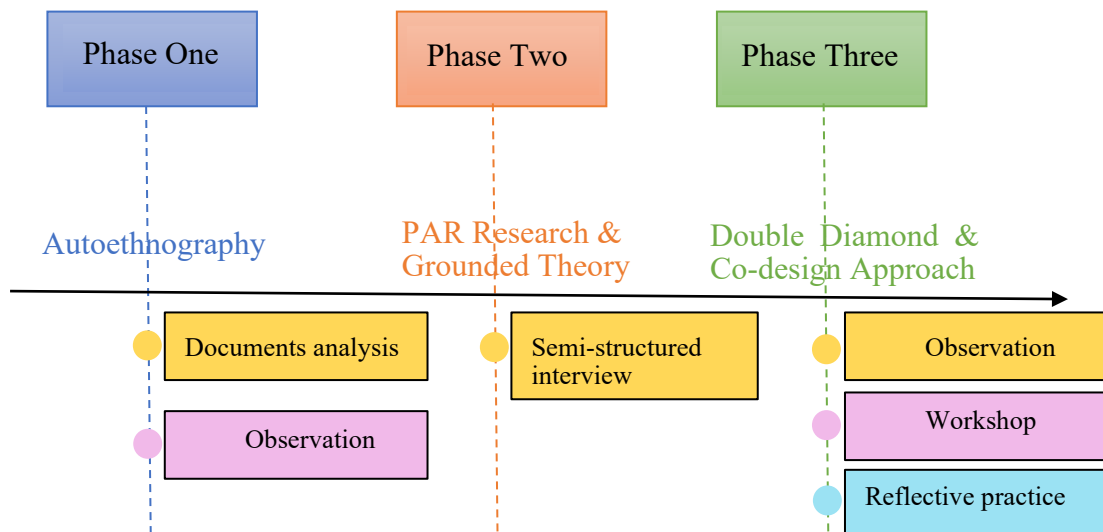 Phase One
Phase Two
Phase Three
Autoethnography
PAR Research &
Grounded Theory
Double Diamond &
Co-design Approach
Documents analysis
Observation
Semi-structured
interview
Observation
Workshop
Reflective practice